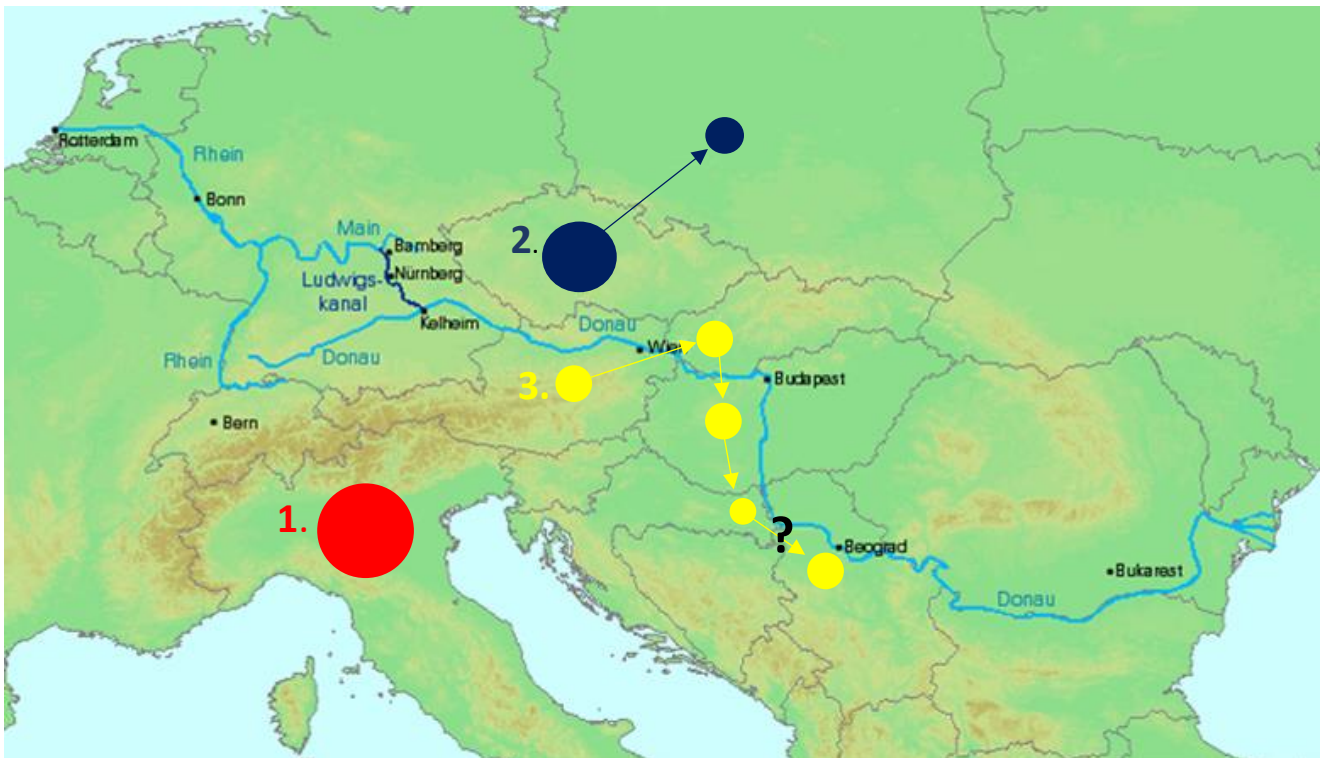 Rotterdam
Rhein
Bonn
2.
Main
Bamberg
Nürnberg
Ludwigs-
kanal
Kelheim
Donau
Wien
Rhein
Donau
3.
Budapest
Bern
1.
?
Beograd
Bukarest
Donau